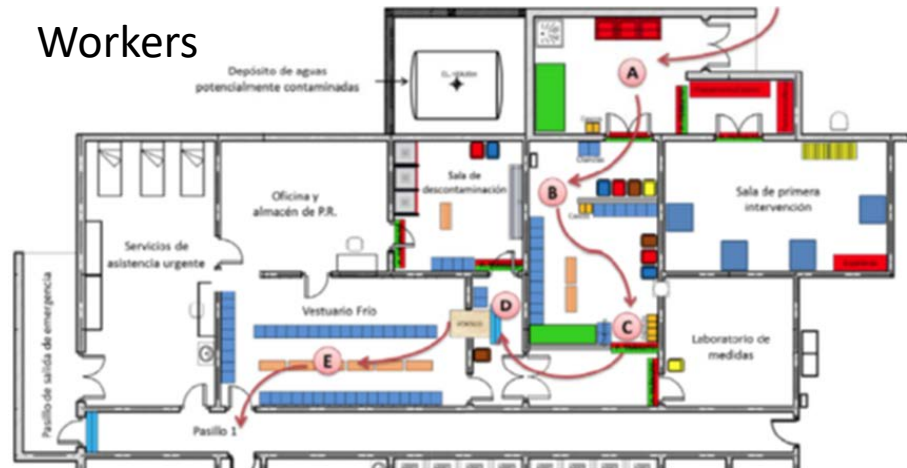 Workers
Depósito de aguas
potencialmente contaminadas
A
Sala de
descontaminación
Oficina y
almacén de P.R.
B
Sala de primera
intervención
Servicios de
asistencia urgente
Vestuario Frío
D
C
Laboratorio de
medidas
E
Pasillo de salida de emergencia
Pasillo 1